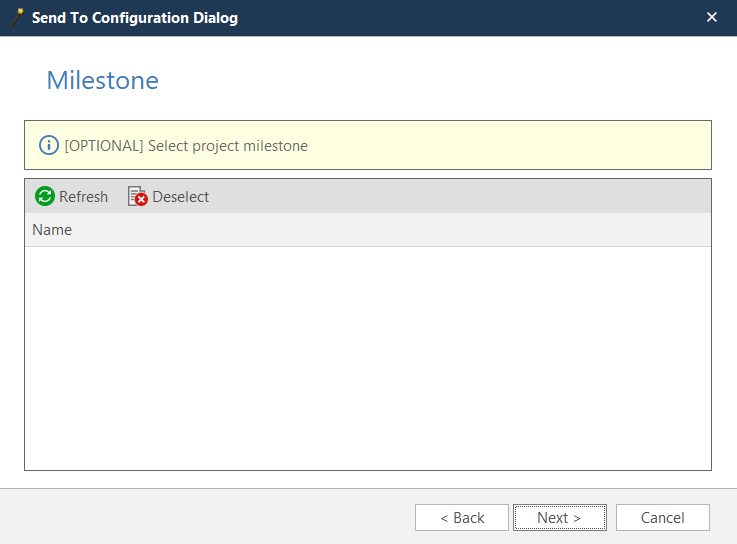 Send To Configuration Dialog
Milestone
[OPTIONAL] Select project milestone
Refresh Deselect
Name
< Back Next > Cancel